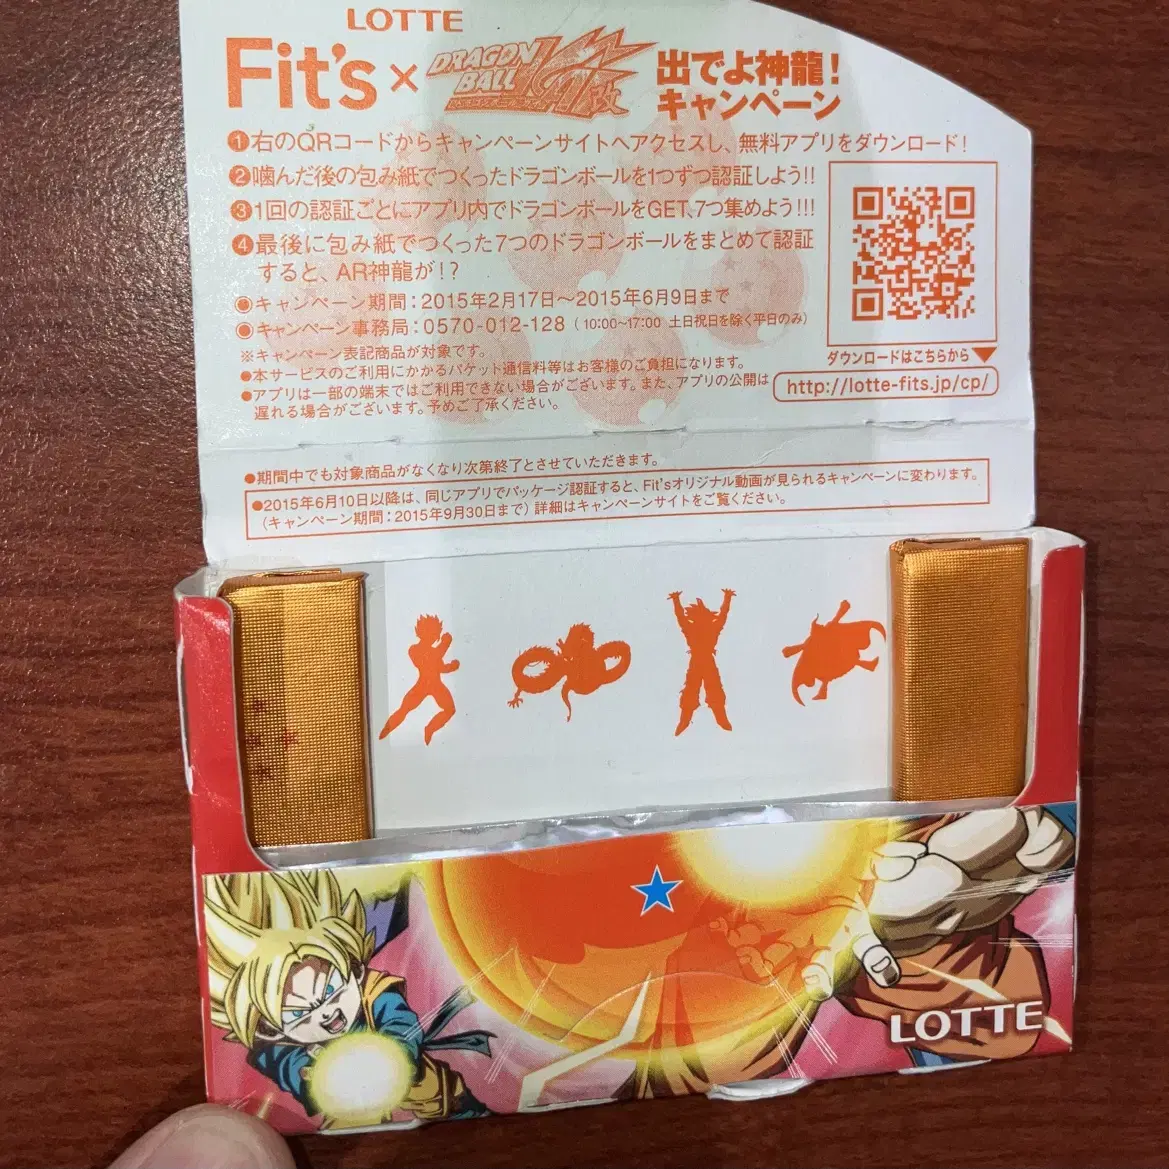 LOTTE
Fit's × DRAGON BALL KAI 改
出でよ神龍!
キャンペーン
❶右のQRコードからキャンペーンサイトへアクセスし、無料アプリをダウンロード!
❷噛んだ後の包み紙でつくったドラゴンボールを1つずつ認証しよう!!
❸1回の認証ごとにアプリ内でドラゴンボールをGET、7つ集めよう!!!
❹最後に包み紙でつくった7つのドラゴンボールをまとめて認証
すると、AR神龍が!?
◉キャンペーン期間:2015年2月17日〜2015年6月9日まで
◉キャンペーン事務局:0570-012-128(10:00〜17:00 土日祝日を除く平日のみ)
※キャンペーン表記商品が対象です。
●本サービスのご利用にかかるパケット通信料等はお客様のご負担になります。
●アプリは一部の端末ではご利用できない場合がございます。また、アプリの公開は
遅れる場合がございます。予めご了承ください。
ダウンロードはこちらから▼
http://lotte-fits.jp/cp/
●期間中でも対象商品がなくなり次第終了とさせていただきます。
●2015年6月10日以降は、同じアプリでパッケージ認証すると、Fit'sオリジナル動画が見られるキャンペーンに変わります。
(キャンペーン期間:2015年9月30日まで)詳細はキャンペーンサイトをご覧ください。
LOTTE